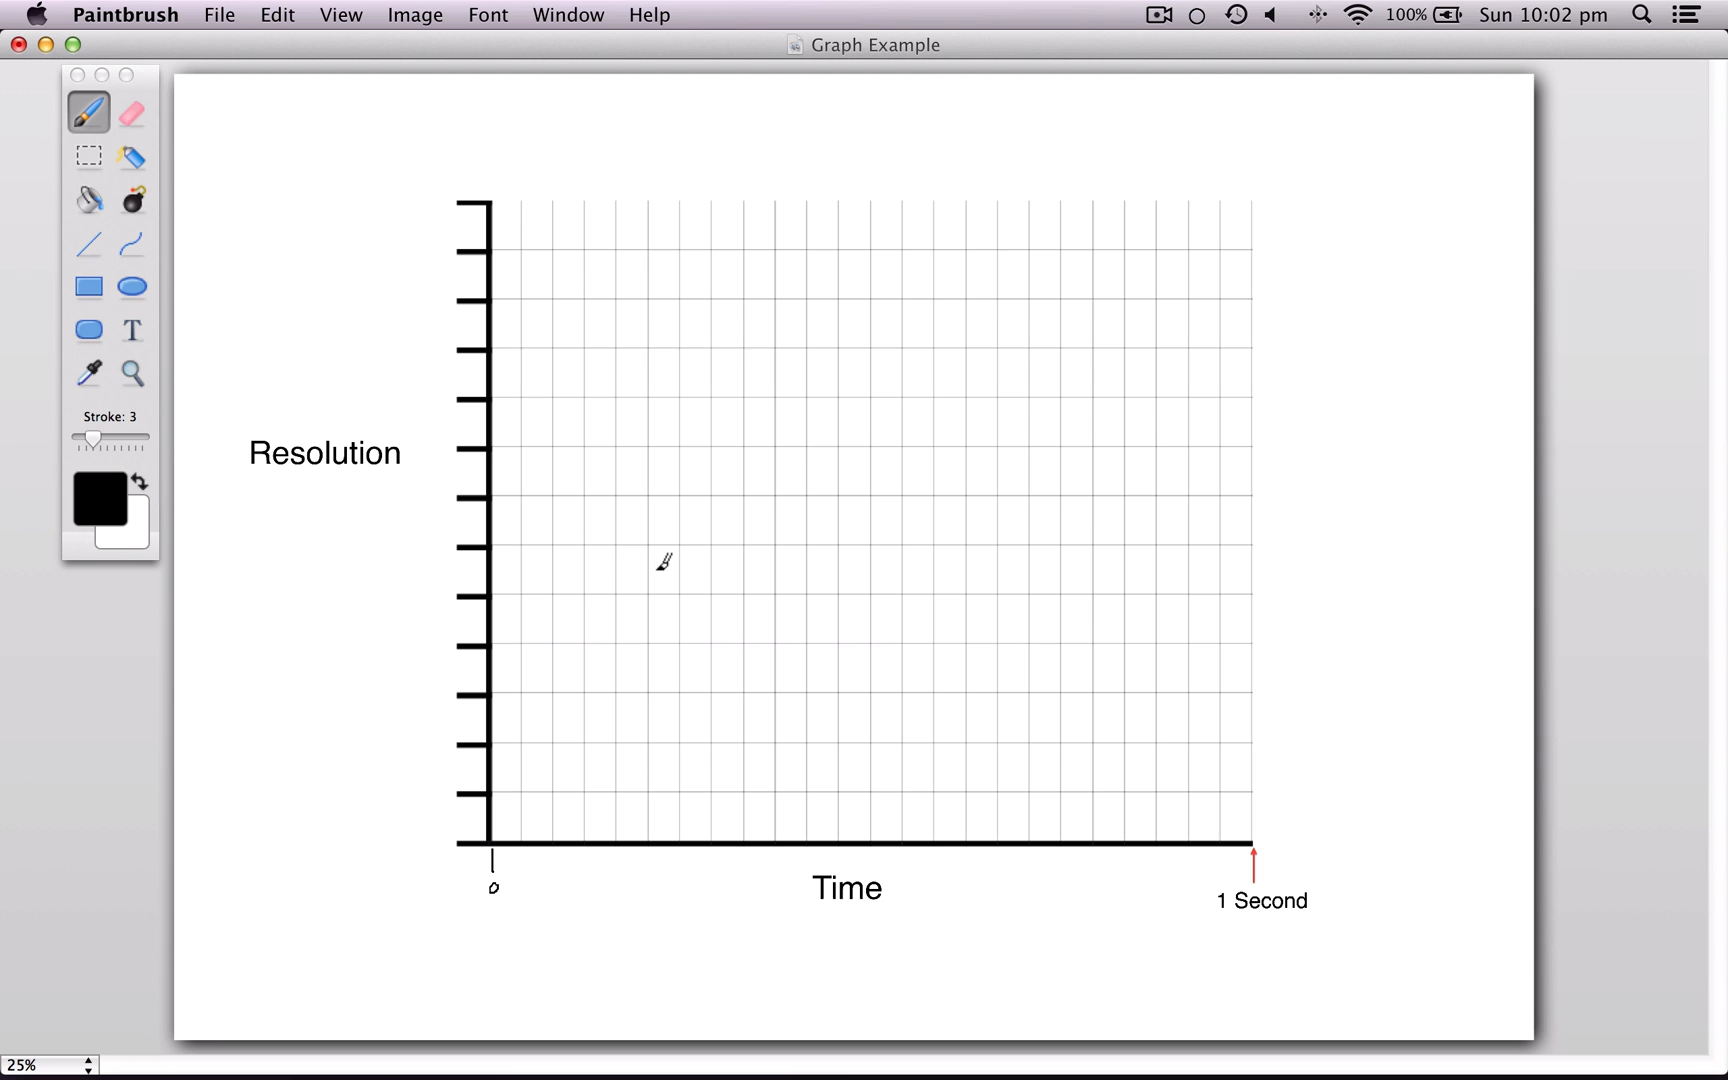 Paintbrush File Edit View Image Font Window Help 100% Sun 10:02 pm
Graph Example
T
Stroke: 3
Resolution
0
Time
1 Second
25%